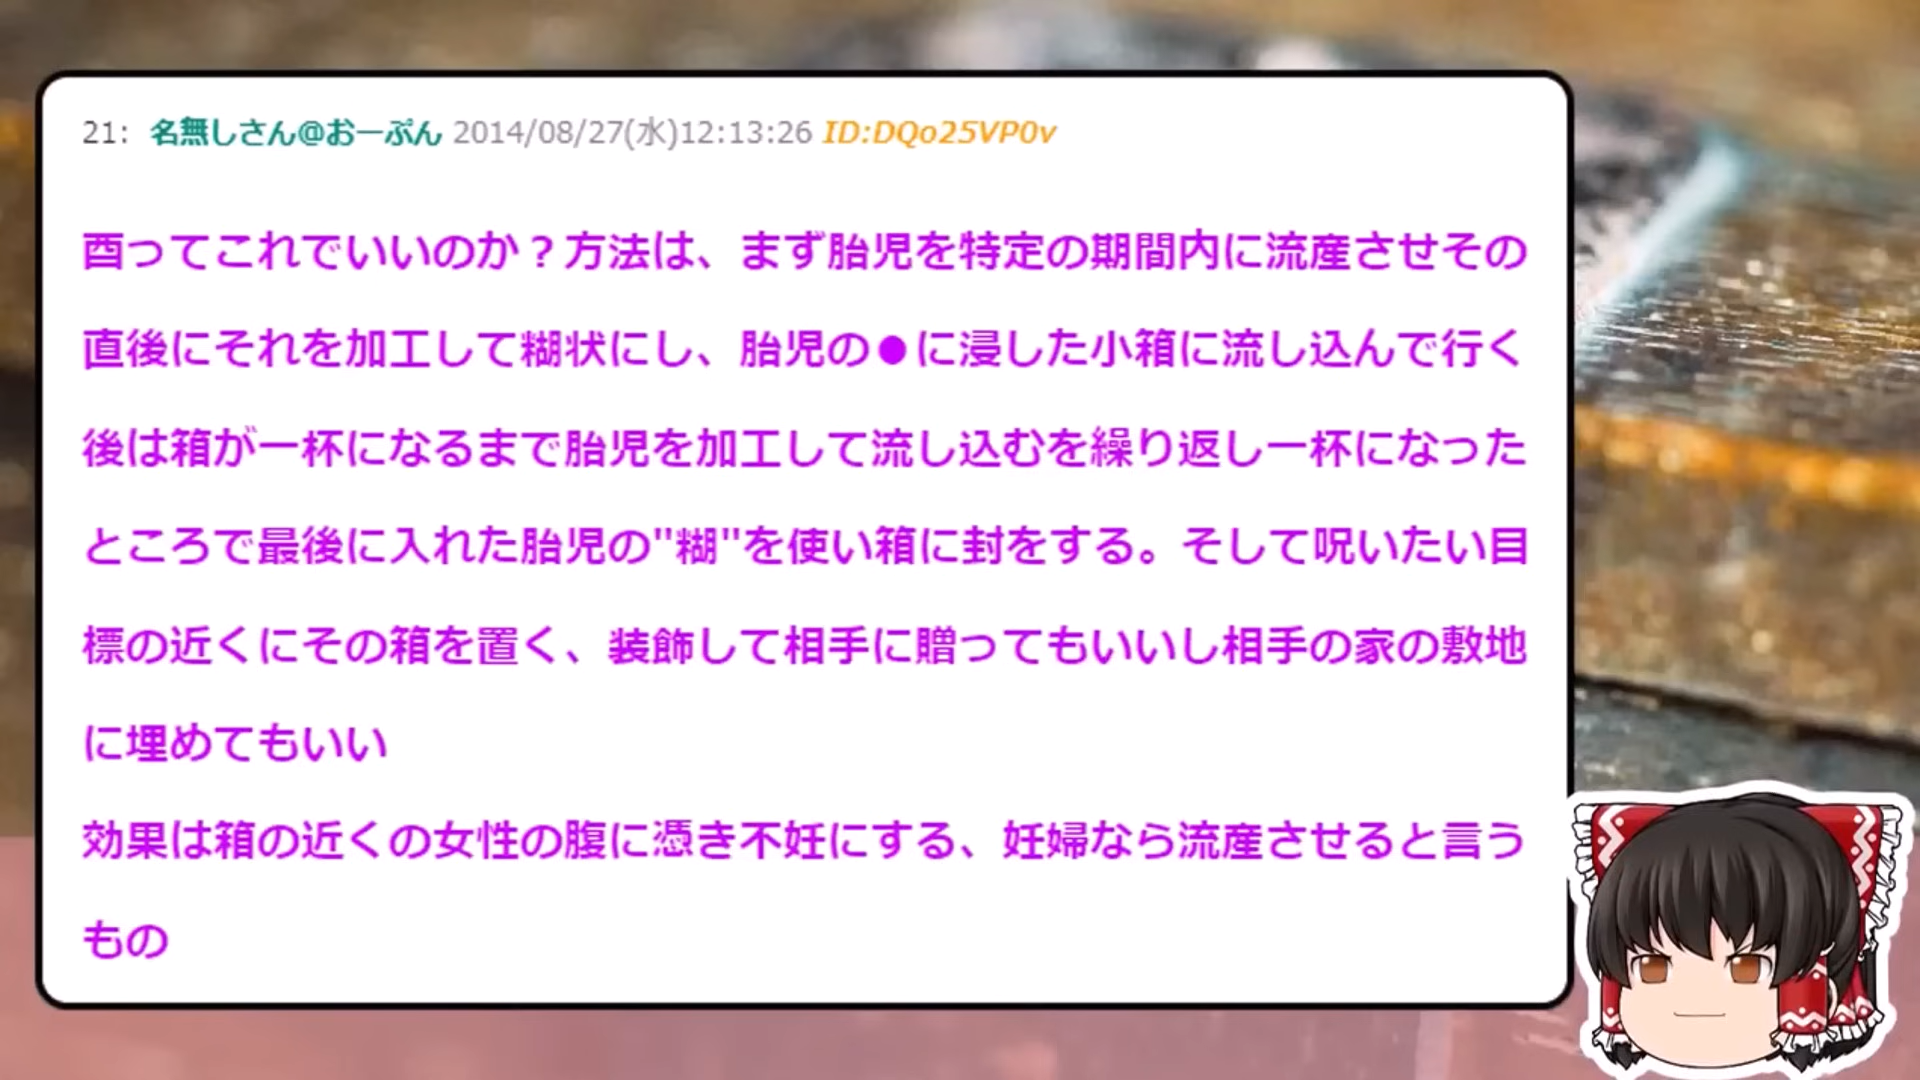 21: 名無しさん@おーぷん 2014/08/27(水)12:13:26 ID:DQo25VP0v
酉ってこれでいいのか？方法は、まず胎児を特定の期間内に流産させその
直後にそれを加工して糊状にし、胎児の●に浸した小箱に流し込んで行く
後は箱が一杯になるまで胎児を加工して流し込むを繰り返し一杯になった
ところで最後に入れた胎児の"糊"を使い箱に封をする。そして呪いたい目
標の近くにその箱を置く、装飾して相手に贈ってもいいし相手の家の敷地
に埋めてもいい
効果は箱の近くの女性の腹に憑き不妊にする、妊婦なら流産させると言う
もの